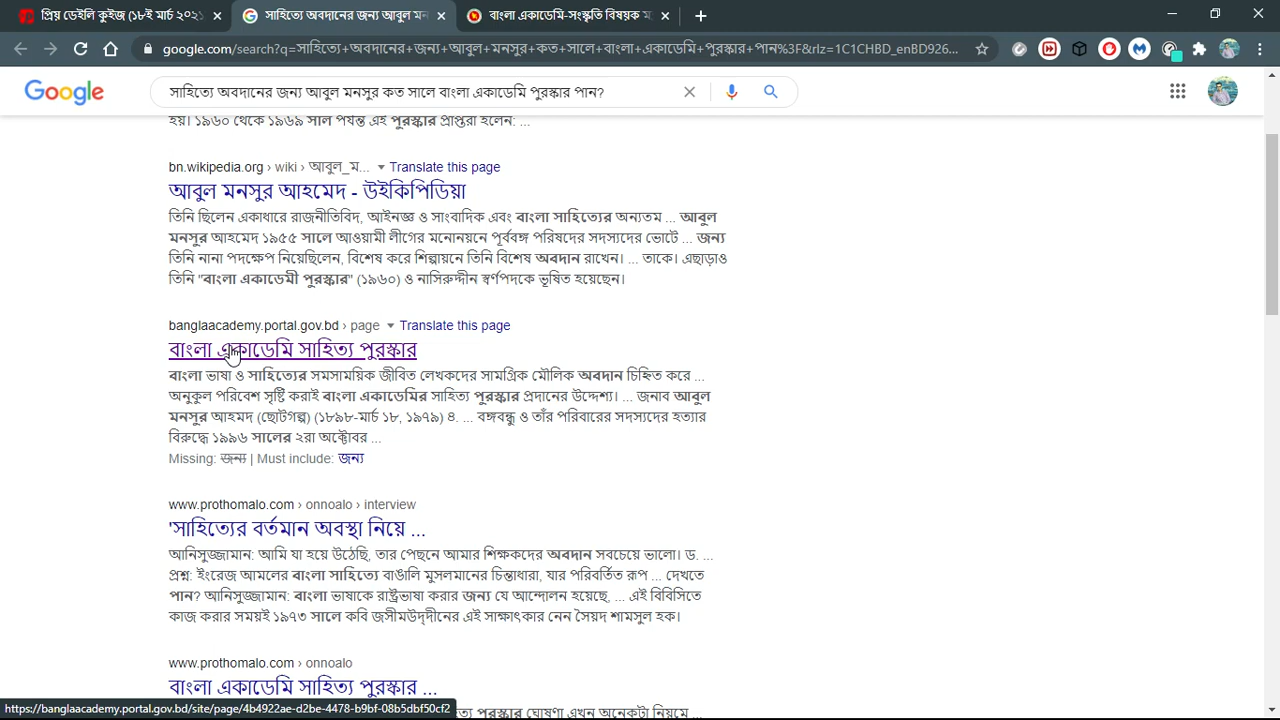 প্রিয় ডেইলি কুইজ (১৮ই মার্চ ২০২১
সাহিত্যে অবদানের জন্য আবুল মন
বাংলা একাডেমি-সংস্কৃতি বিষয়ক ম
google.com/search?q=সাহিত্যে+অবদানের+জন্য+আবুল+মনসুর+কত+সালে+বাংলা+একাডেমি+পুরস্কার+পান%3F&rlz=1C1CHBD_enBD926...
Google
সাহিত্যে অবদানের জন্য আবুল মনসুর কত সালে বাংলা একাডেমি পুরস্কার পান?
হয়। ১৯৬০ থেকে ১৯৬৯ সাল পর্যন্ত এই পুরস্কার প্রাপ্তরা হলেন: ...
bn.wikipedia.org › wiki › আবুল_ম... Translate this page
আবুল মনসুর আহমেদ - উইকিপিডিয়া
তিনি ছিলেন একাধারে রাজনীতিবিদ, আইনজ্ঞ ও সাংবাদিক এবং বাংলা সাহিত্যের অন্যতম ... আবুল
মনসুর আহমেদ ১৯৫৫ সালে আওয়ামী লীগের মনোনয়নে পূর্ববঙ্গ পরিষদের সদস্যদের ভোটে ... জন্য
তিনি নানা পদক্ষেপ নিয়েছিলেন, বিশেষ করে শিল্পায়নে তিনি বিশেষ অবদান রাখেন। ... তাকে। এছাড়াও
তিনি "বাংলা একাডেমী পুরস্কার" (১৯৬০) ও নাসিরুদ্দীন স্বর্ণপদকে ভূষিত হয়েছেন।
banglaacademy.portal.gov.bd › page Translate this page
বাংলা একাডেমি সাহিত্য পুরস্কার
বাংলা ভাষা ও সাহিত্যের সমসাময়িক জীবিত লেখকদের সামগ্রিক মৌলিক অবদান চিহ্নিত করে ...
অনুকূল পরিবেশ সৃষ্টি করাই বাংলা একাডেমির সাহিত্য পুরস্কার প্রদানের উদ্দেশ্য। ... জনাব আবুল
মনসুর আহমদ (ছোটগল্প) (১৮৯৮-মার্চ ১৮, ১৯৭৯) ৪. ... বঙ্গবন্ধু ও তাঁর পরিবারের সদস্যদের হত্যার
বিরুদ্ধে ১৯৯৬ সালের ২রা অক্টোবর ...
Missing: জন্য | Must include: জন্য
www.prothomalo.com › onnoalo › interview
'সাহিত্যের বর্তমান অবস্থা নিয়ে ...
আনিসুজ্জামান: আমি যা হয়ে উঠেছি, তার পেছনে আমার শিক্ষকদের অবদান সবচেয়ে ভালো। ড. ...
প্রশ্ন: ইংরেজ আমলের বাংলা সাহিত্যে বাঙালি মুসলমানের চিন্তাধারা, যার পরিবর্তিত রূপ ... দেখতে
পান? আনিসুজ্জামান: বাংলা ভাষাকে রাষ্ট্রভাষা করার জন্য যে আন্দোলন হয়েছে, ... এই বিবিসিতে
কাজ করার সময়ই ১৯৭৩ সালে কবি জসীমউদ্‌দীনের এই সাক্ষাৎকার নেন সৈয়দ শামসুল হক।
www.prothomalo.com › onnoalo
বাংলা একাডেমি সাহিত্য পুরস্কার ...
https://banglaacademy.portal.gov.bd/site/page/4b4922ae-d2be-4478-b9bf-08b5dbf50cf2
পুরস্কার ঘোষণা এখন অনেকটা নিয়মে ...